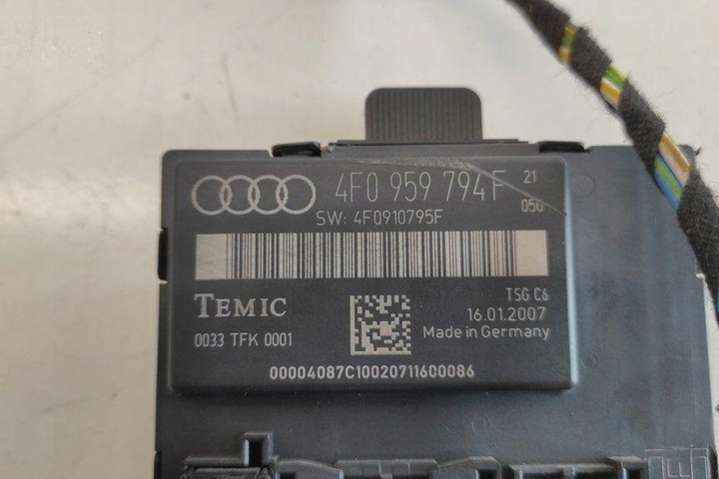 4F0 959 794F 21
050
SW: 4F0910795F
TSG C6
TEMIC 16.01.2007
0033 TFK 0001 Made in Germany
00004087C10020711600086